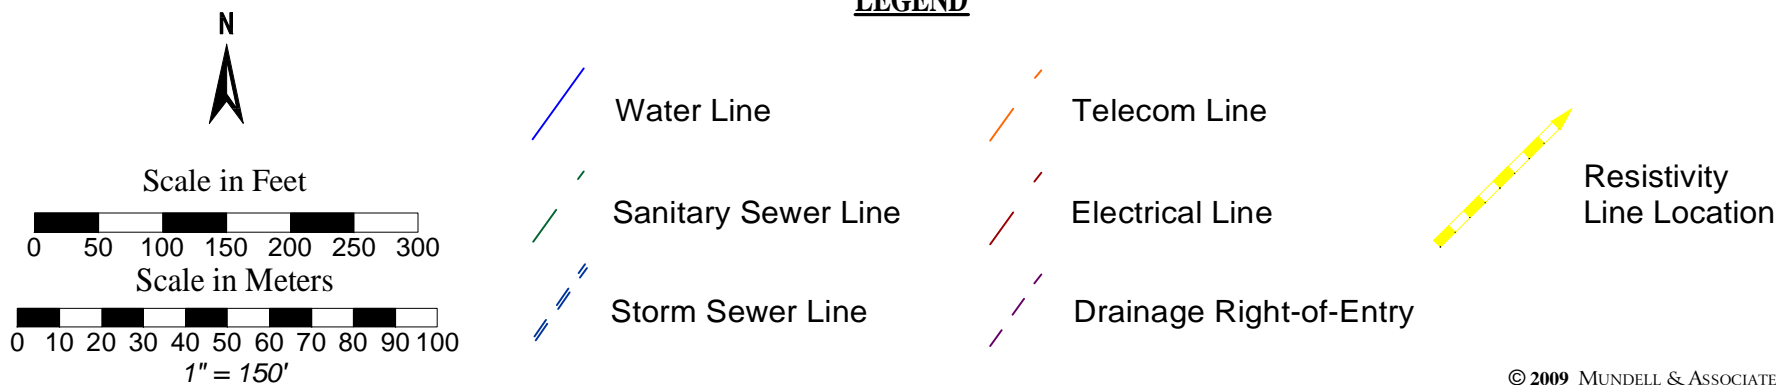 LEGEND
N
Scale in Feet
0 50 100 150 200 250 300
Scale in Meters
0 10 20 30 40 50 60 70 80 90 100
1" = 150'
Water Line
Sanitary Sewer Line
Storm Sewer Line
Telecom Line
Electrical Line
Drainage Right-of-Entry
Resistivity
Line Location
© 2009 MUNDELL & ASSOCIATE